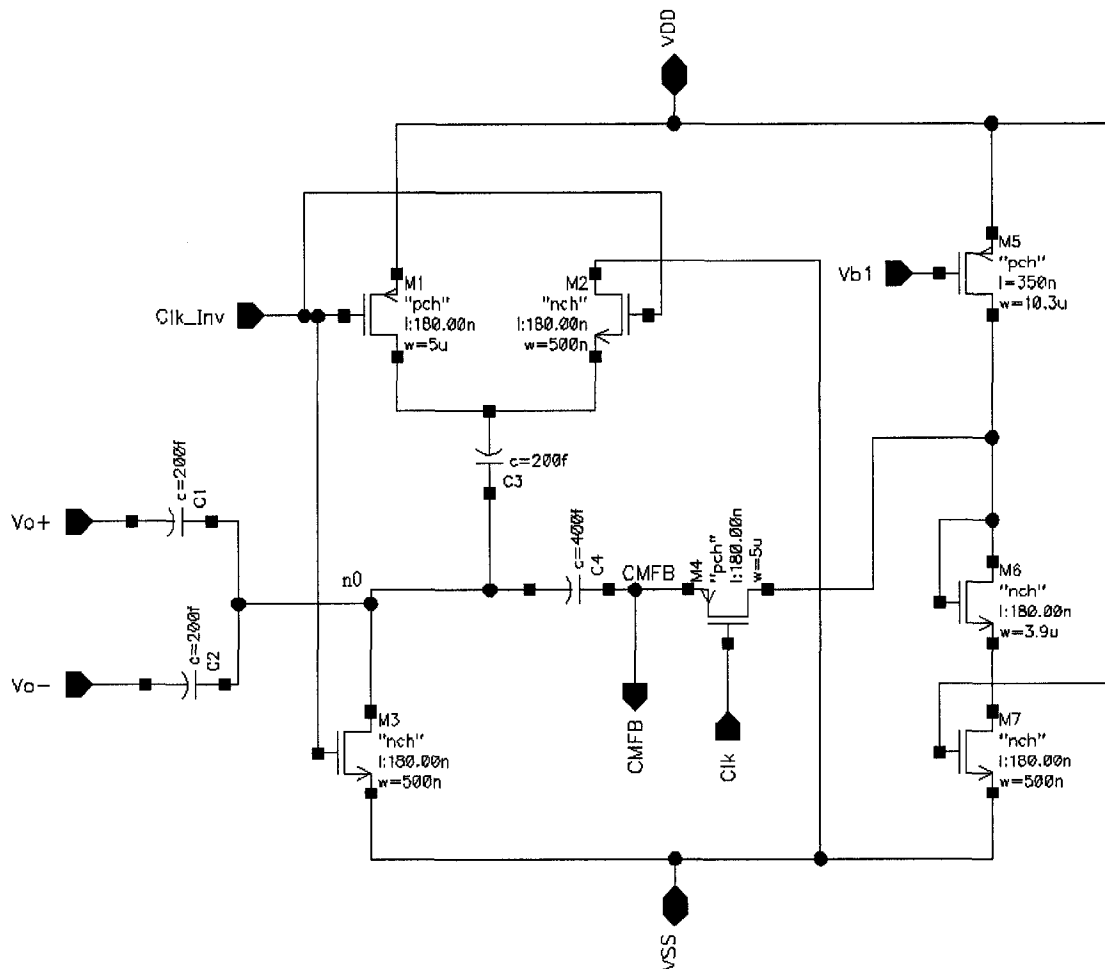 VDD
M1
"pch"
l:180.00n
w=5u
M2
"nch"
l:180.00n
w=500n
Clk_Inv
Vb1
M5
"pch"
l=350n
w=10.3u
c=200f
C3
Vo+
c=200f
C1
n0
c=400f
C4
CMFB
M4
"pch"
l:180.00n
w=5u
M6
"nch"
l:180.00n
w=3.9u
Vo-
c=200f
C2
M3
"nch"
l:180.00n
w=500n
CMFB
Clk
M7
"nch"
l:180.00n
w=500n
VSS